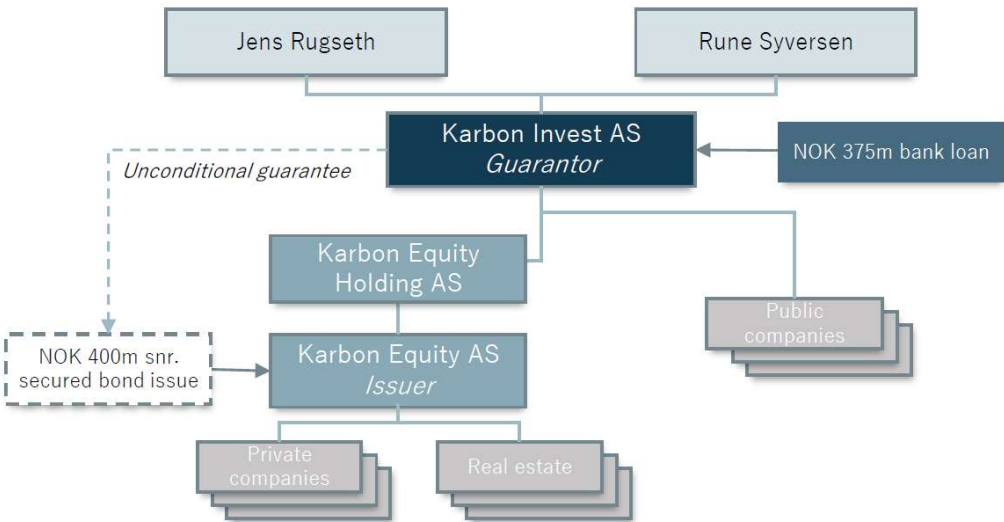 Jens Rugseth
Rune Syversen
Karbon Invest AS
Guarantor
NOK 375m bank loan
Unconditional guarantee
Karbon Equity
Holding AS
Public
companies
NOK 400m snr.
secured bond issue
Karbon Equity AS
Issuer
Private
companies
Real estate